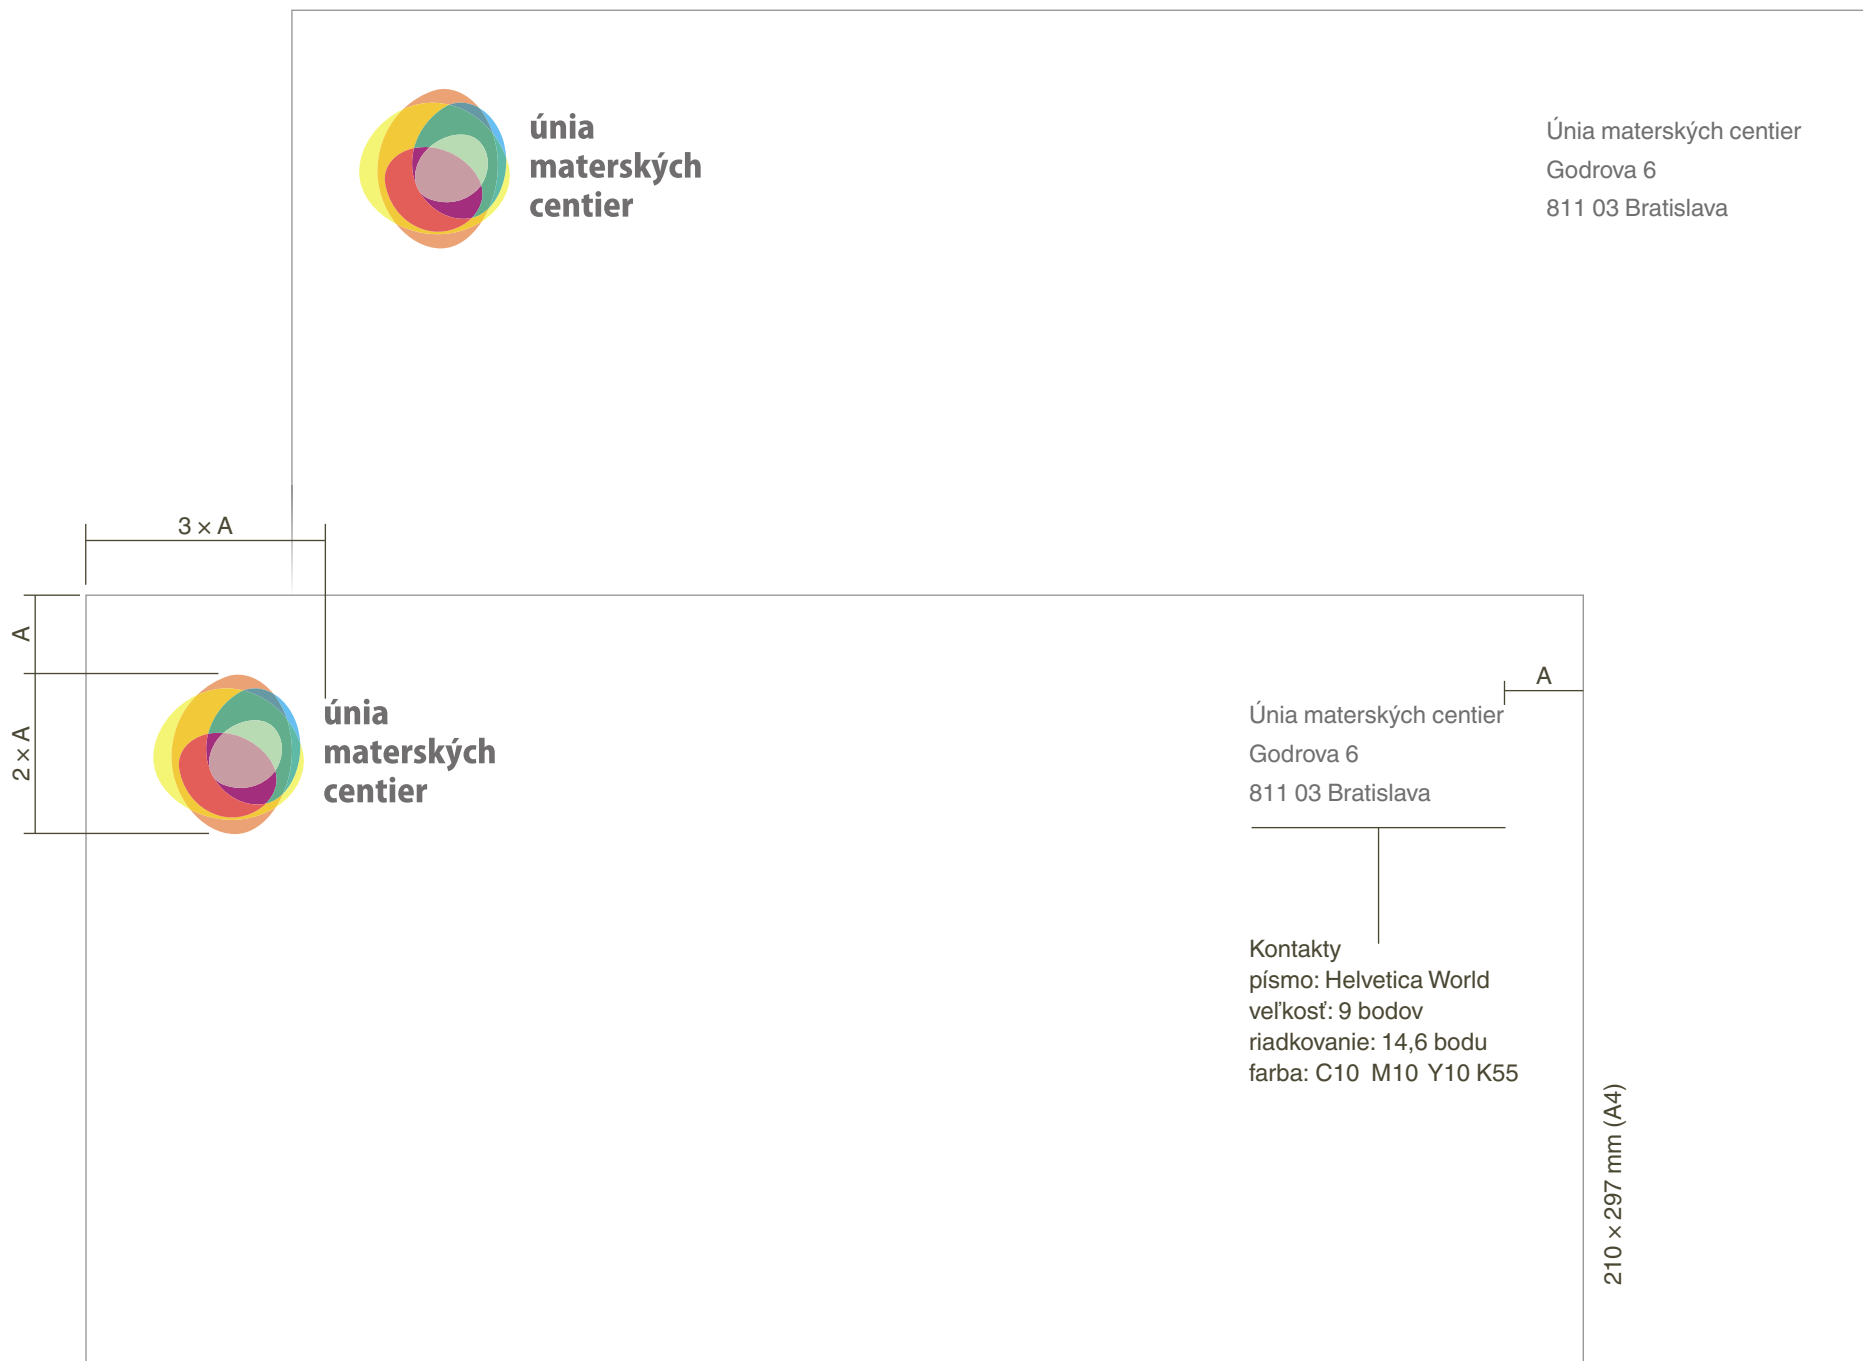 únia
materských
centier
Únia materských centier
Godrova 6
811 03 Bratislava
3 × A
A
2 × A
únia
materských
centier
A
Únia materských centier
Godrova 6
811 03 Bratislava
Kontakty
písmo: Helvetica World
veľkosť: 9 bodov
riadkovanie: 14,6 bodu
farba: C10 M10 Y10 K55
210 × 297 mm (A4)